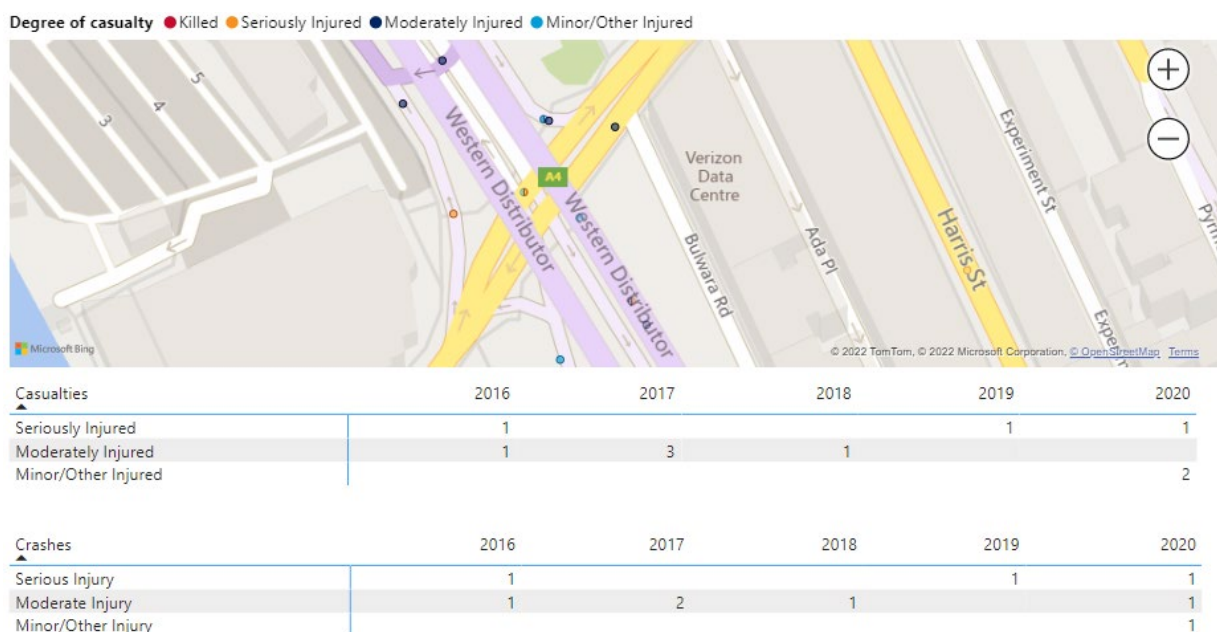 Degree of casualty Killed Seriously Injured Moderately Injured Minor/Other Injured
3
4
5
Western Distributor
A4
Western Distributor
Verizon
Data
Centre
Bulwara Rd
Ada Pl
Harris St
Experiment St
Microsoft Bing
© 2022 TomTom, © 2022 Microsoft Corporation, © OpenStreetMap Terms
Casualties 2016 2017 2018 2019 2020
Seriously Injured 1 1 1
Moderately Injured 1 3 1
Minor/Other Injured 2
Crashes 2016 2017 2018 2019 2020
Serious Injury 1 1 1
Moderate Injury 1 2 1 1
Minor/Other Injury 1